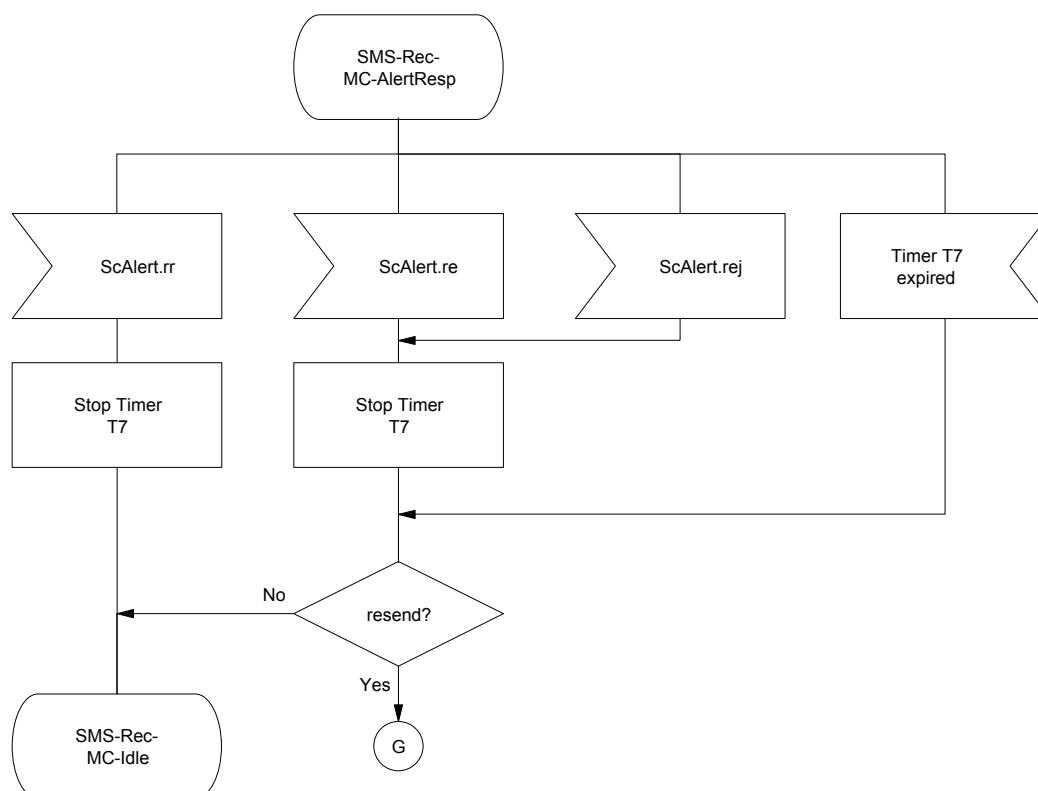 SMS-Rec-
MC-AlertResp
ScAlert.rr
ScAlert.re
ScAlert.rej
Timer T7
expired
Stop Timer
T7
Stop Timer
T7
No
resend?
Yes
SMS-Rec-
MC-Idle
G